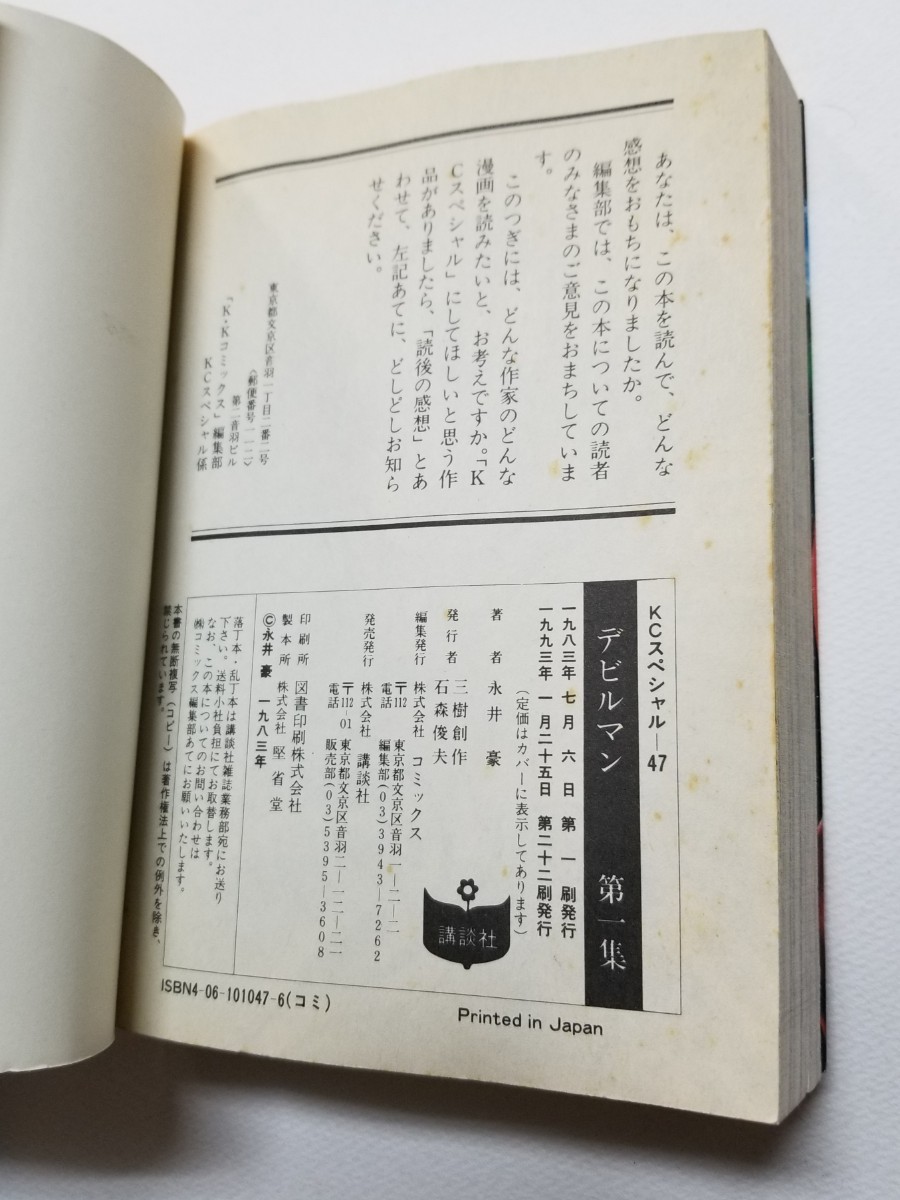 あなたは、この本を読んで、どんな
感想をおもちになりましたか。
編集部では、この本についての読者
のみなさまのご意見をおまちしていま
す。
このつぎには、どんな作家のどんな
漫画を読みたいと、お考えですか。「K
Cスペシャル」にしてほしいと思う作
品がありましたら、「読後の感想」とあ
わせて、左記あてに、どしどしお知ら
せください。
東京都文京区音羽一丁目二番二号
(郵便番号一一二)
第二音羽ビル
「K・Kコミックス」編集部
KCスペシャル係
KCスペシャル—47
デビルマン 第一集
一九八三年 七月 六日 第一刷発行
一九九三年 一月二十五日 第二十二刷発行
(定価はカバーに表示してあります)
著者 永井豪
発行者 三樹創作
石森俊夫
編集発行 株式会社 コミックス
〒112 東京都文京区音羽一—二—二
電話 編集部(03)3943—7262
発売発行 株式会社 講談社
〒112—01 東京都文京区音羽二—一二—二一
電話 販売部(03)5395—3608
印刷所 図書印刷株式会社
製本所 株式会社 堅省堂
©永井豪 一九八三年
落丁本・乱丁本は講談社雑誌業務部宛にお送り
下さい。送料小社負担にてお取替します。
なお、この本についてのお問い合わせは
㈱コミックス編集部あてにお願いいたします。
本書の無断複写(コピー)は著作権法上での例外を除き、
禁じられています。
講談社
ISBN4-06-101047-6(コミ)
Printed in Japan